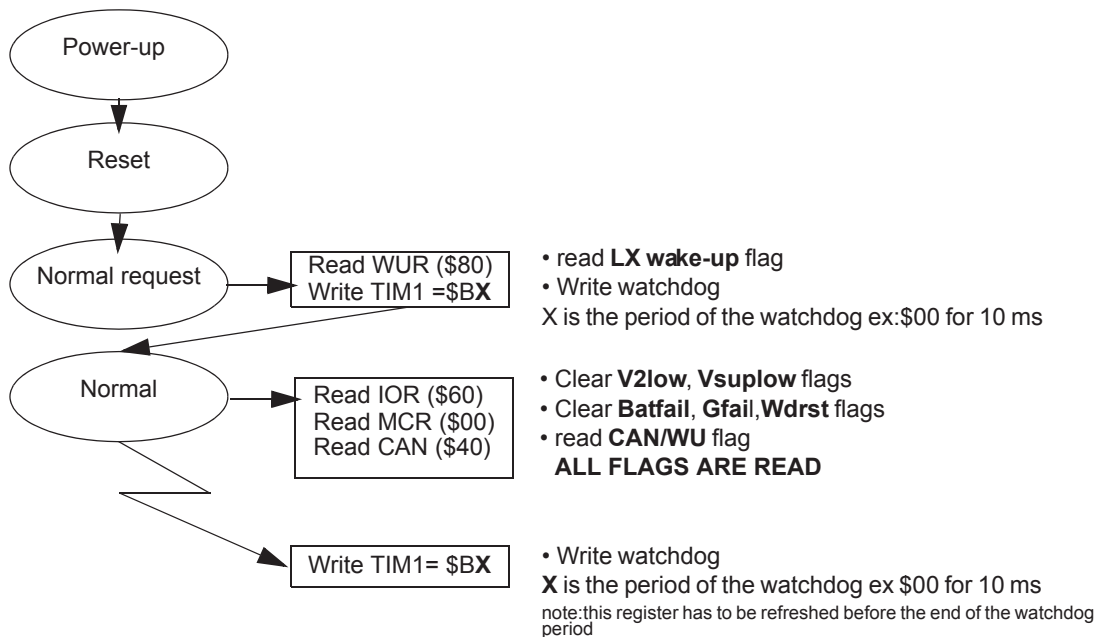 Power-up
Reset
Normal request
Read WUR ($80)
Write TIM1 =$BX
• read LX wake-up flag
• Write watchdog
X is the period of the watchdog ex:$00 for 10 ms
Normal
Read IOR ($60)
Read MCR ($00)
Read CAN ($40)
• Clear V2low, Vsuplow flags
• Clear Batfail, Gfail,Wdrst flags
• read CAN/WU flag
ALL FLAGS ARE READ
Write TIM1= $BX
• Write watchdog
X is the period of the watchdog ex $00 for 10 ms
note:this register has to be refreshed before the end of the watchdog
period